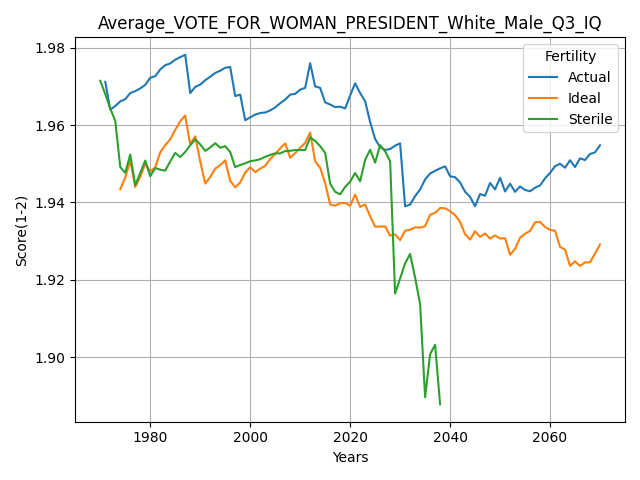 Average_VOTE_FOR_WOMAN_PRESIDENT_White_Male_Q3_IQ
Fertility
Actual
Ideal
Sterile
Score(1-2)
1.98
1.96
1.94
1.92
1.90
1980
2000
2020
2040
2060
Years